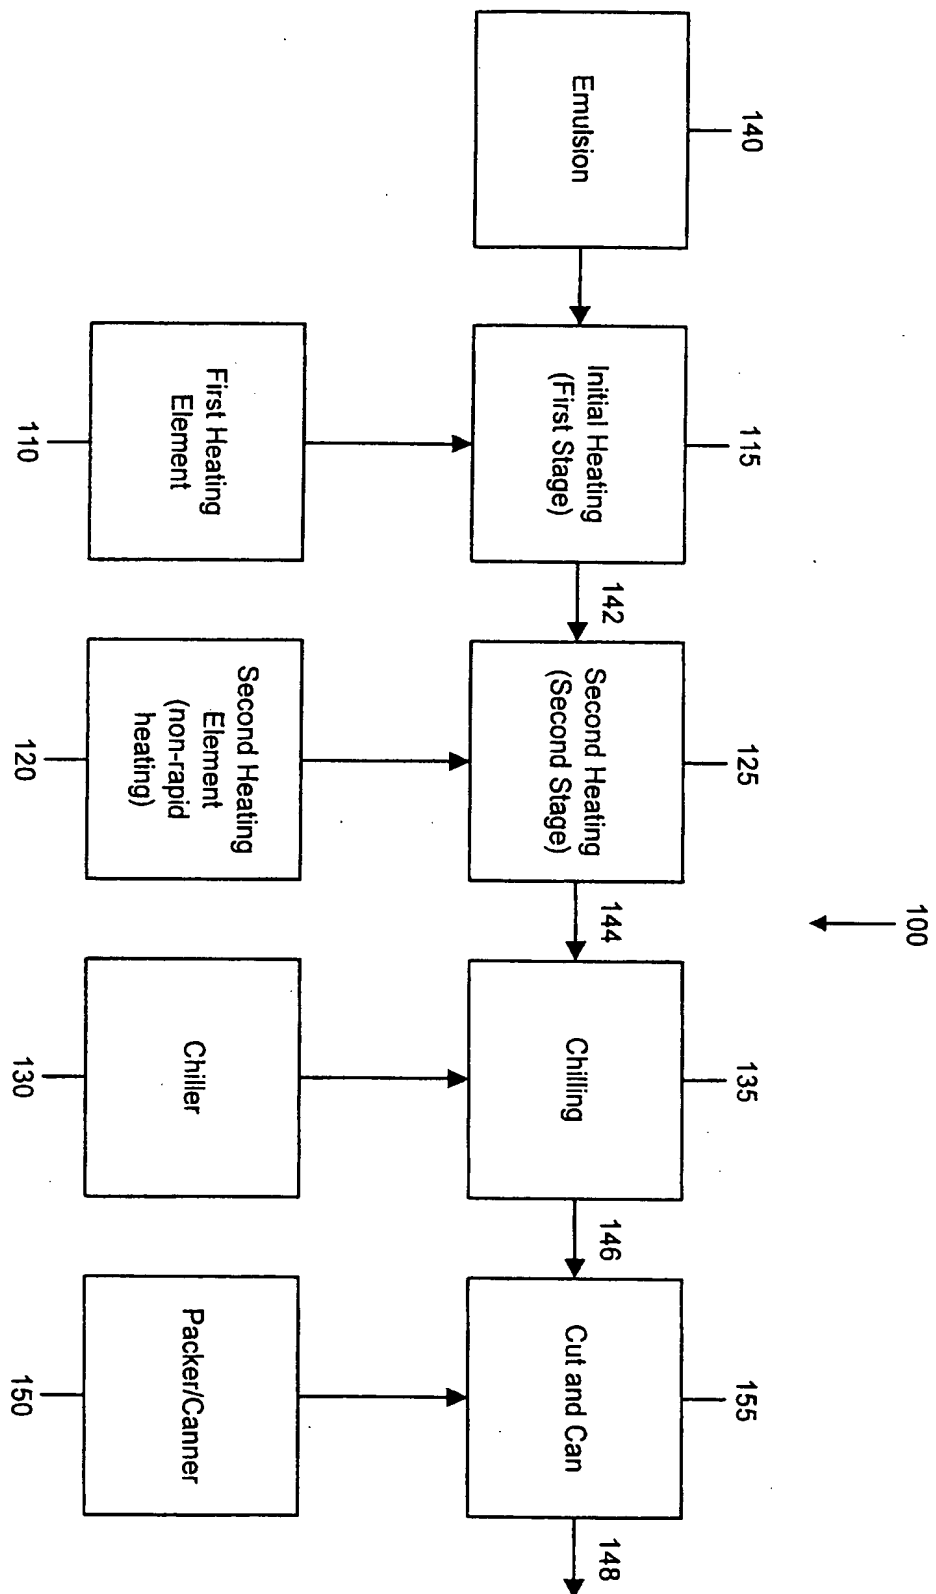 100
140
115
125
135
155
Emulsion
Initial Heating
(First Stage)
142
Second Heating
(Second Stage)
144
Chilling
146
Cut and Can
148
First Heating
Element
Second Heating
Element
(non-rapid
heating)
Chiller
Packer/Canner
110
120
130
150